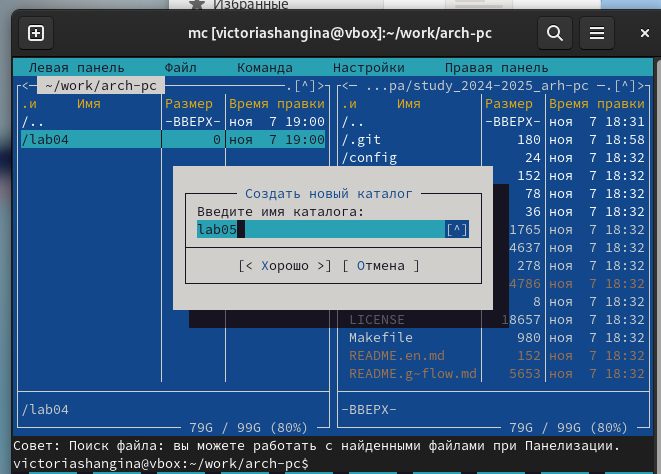 Избранные
mc [victoriashangina@vbox]:~/work/arch-pc
Левая панель Файл Команда Настройки Правая панель
<— ~/work/arch-pc —.[^]>
<— ...pa/study_2024-2025_arh-pc —.[^]>
.и Имя Размер Время правки
.и Имя Размер Время правки
/.. -ВВЕРХ- ноя 7 19:00
/.. -ВВЕРХ- ноя 7 18:31
/lab04 0 ноя 7 19:00
/.git 180 ноя 7 18:58
/config 24 ноя 7 18:32
152 ноя 7 18:32
78 ноя 7 18:32
36 ноя 7 18:32
1765 ноя 7 18:32
4637 ноя 7 18:32
278 ноя 7 18:32
4786 ноя 7 18:32
8 ноя 7 18:32
LICENSE 18657 ноя 7 18:32
Makefile 980 ноя 7 18:32
README.en.md 152 ноя 7 18:32
README.g~flow.md 5653 ноя 7 18:32
Создать новый каталог
Введите имя каталога:
lab05 [^]
[< Хорошо >] [ Отмена ]
/lab04
-ВВЕРХ-
79G / 99G (80%)
79G / 99G (80%)
Совет: Поиск файла: вы можете работать с найденными файлами при Панелизации.
victoriashangina@vbox:~/work/arch-pc$